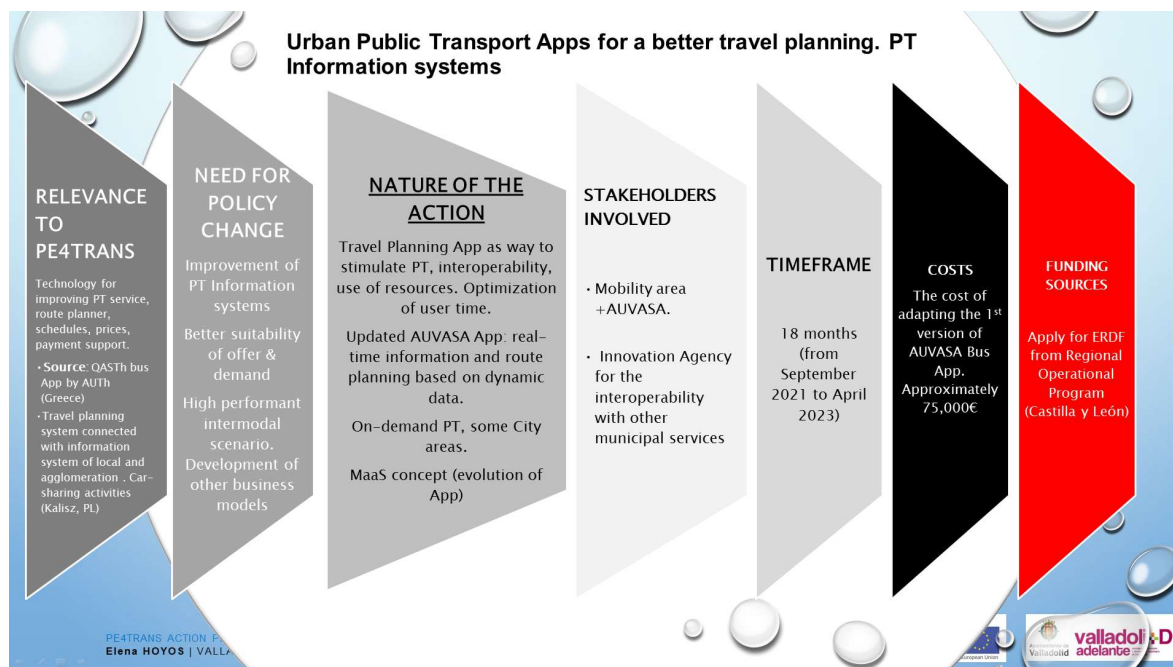 Urban Public Transport Apps for a better travel planning. PT
Information systems
RELEVANCE
TO
PE4TRANS
Technology for
improving PT service,
route planner,
schedules, prices,
payment support.
• Source: QASTh bus
App by AUTh
(Greece)
• Travel planning
system connected
with information
system of local and
agglomeration . Car-
sharing activities
(Kalisz, PL)
NEED FOR
POLICY
CHANGE
Improvement of
PT Information
systems
Better suitability
of offer &
demand
High performant
intermodal
scenario.
Development of
other business
models
NATURE OF THE
ACTION
Travel Planning App as way to
stimulate PT, interoperability,
use of resources. Optimization
of user time.
Updated AUVASA App: real-
time information and route
planning based on dynamic
data.
On-demand PT, some City
areas.
MaaS concept (evolution of
App)
STAKEHOLDERS
INVOLVED
• Mobility area
+AUVASA.
• Innovation Agency
for the
interoperability
with other
municipal services
TIMEFRAME
18 months
(from
September
2021 to April
2023)
COSTS
The cost of
adapting the 1st
version of
AUVASA Bus
App.
Approximately
75,000€
FUNDING
SOURCES
Apply for ERDF
from Regional
Operational
Program
(Castilla y León)
PE4TRANS ACTION P
Elena HOYOS | VALLA
European Union
Ayuntamiento de
Valladolid
valladoli+D
adelante